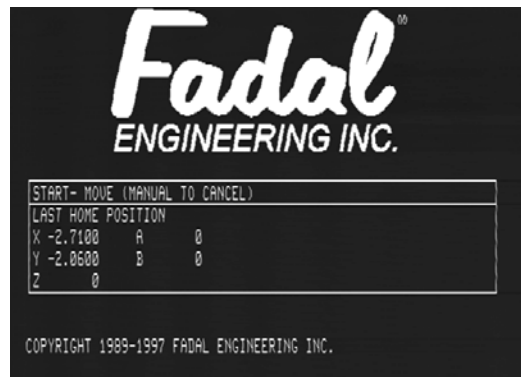 Fadal
ENGINEERING INC.
START- MOVE (MANUAL TO CANCEL)
LAST HOME POSITION
X -2.7100 A 0
Y -2.0600 B 0
Z 0
COPYRIGHT 1989-1997 FADAL ENGINEERING INC.